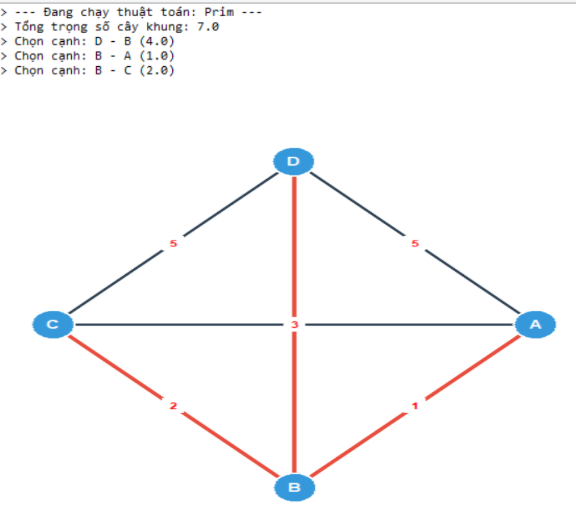 > --- Đang chạy thuật toán: Prim ---
> Tổng trọng số cây khung: 7.0
> Chọn cạnh: D - B (4.0)
> Chọn cạnh: B - A (1.0)
> Chọn cạnh: B - C (2.0)
D
5 5
C 3 A
2 1
B